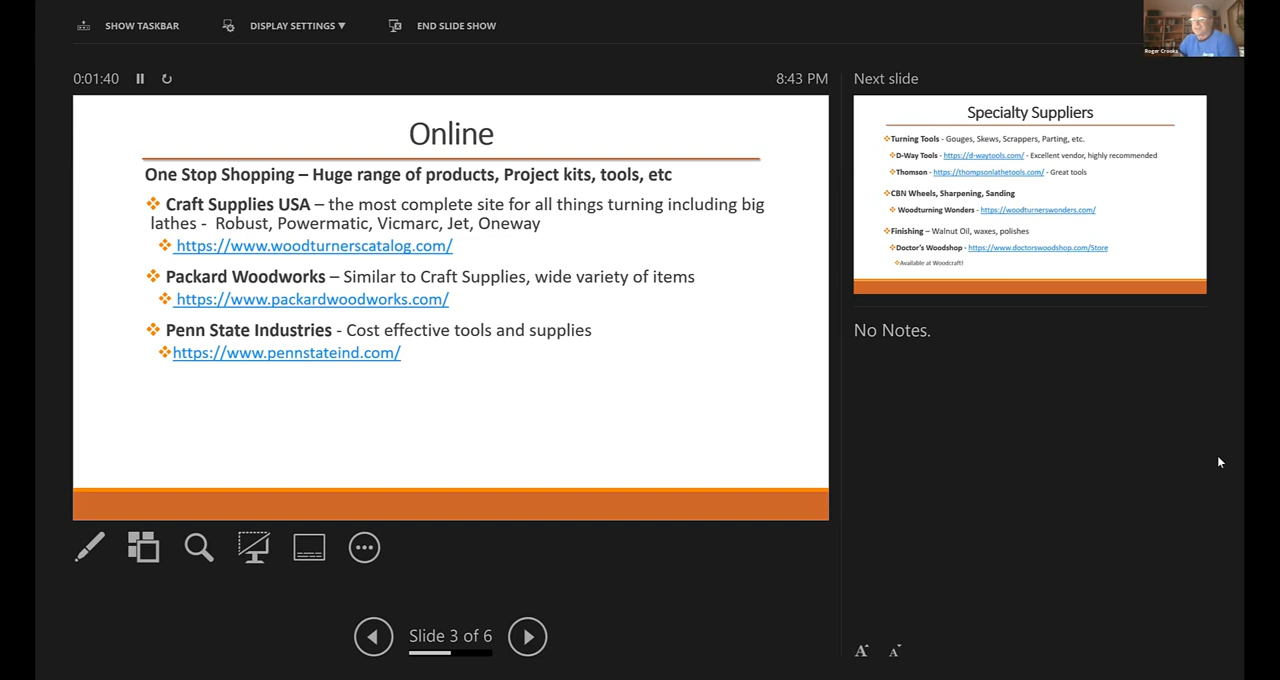 SHOW TASKBAR
DISPLAY SETTINGS ▼
END SLIDE SHOW
Roger Crooks
0:01:40
8:43 PM
Online
One Stop Shopping – Huge range of products, Project kits, tools, etc
Craft Supplies USA – the most complete site for all things turning including big
lathes - Robust, Powermatic, Vicmarc, Jet, Oneway
https://www.woodturnerscatalog.com/
Packard Woodworks – Similar to Craft Supplies, wide variety of items
https://www.packardwoodworks.com/
Penn State Industries - Cost effective tools and supplies
https://www.pennstateind.com/
Slide 3 of 6
Next slide
Specialty Suppliers
Turning Tools - Gouges, Skews, Scrappers, Parting, etc.
D-Way Tools - https://d-waytools.com/ - Excellent vendor, highly recommended
Thomson - https://thompsonlathetools.com/ - Great tools
CBN Wheels, Sharpening, Sanding
Woodturning Wonders - https://woodturnerswonders.com/
Finishing – Walnut Oil, waxes, polishes
Doctor's Woodshop - https://www.doctorswoodshop.com/Store
Available at Woodcraft!
No Notes.
A A